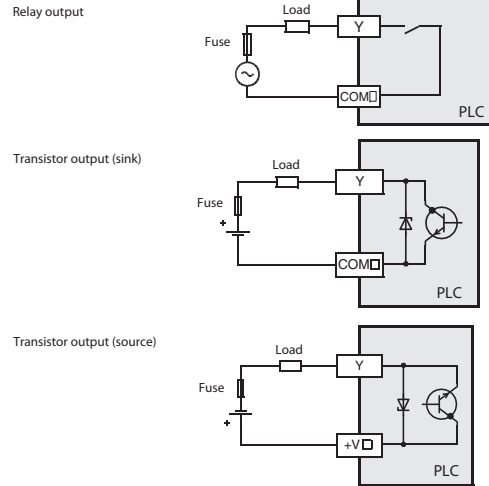 Relay output
Load
Y
Fuse
COM□
PLC
Transistor output (sink)
Load
Y
Fuse
+
COM□
PLC
Transistor output (source)
Load
Y
Fuse
+
+V□
PLC